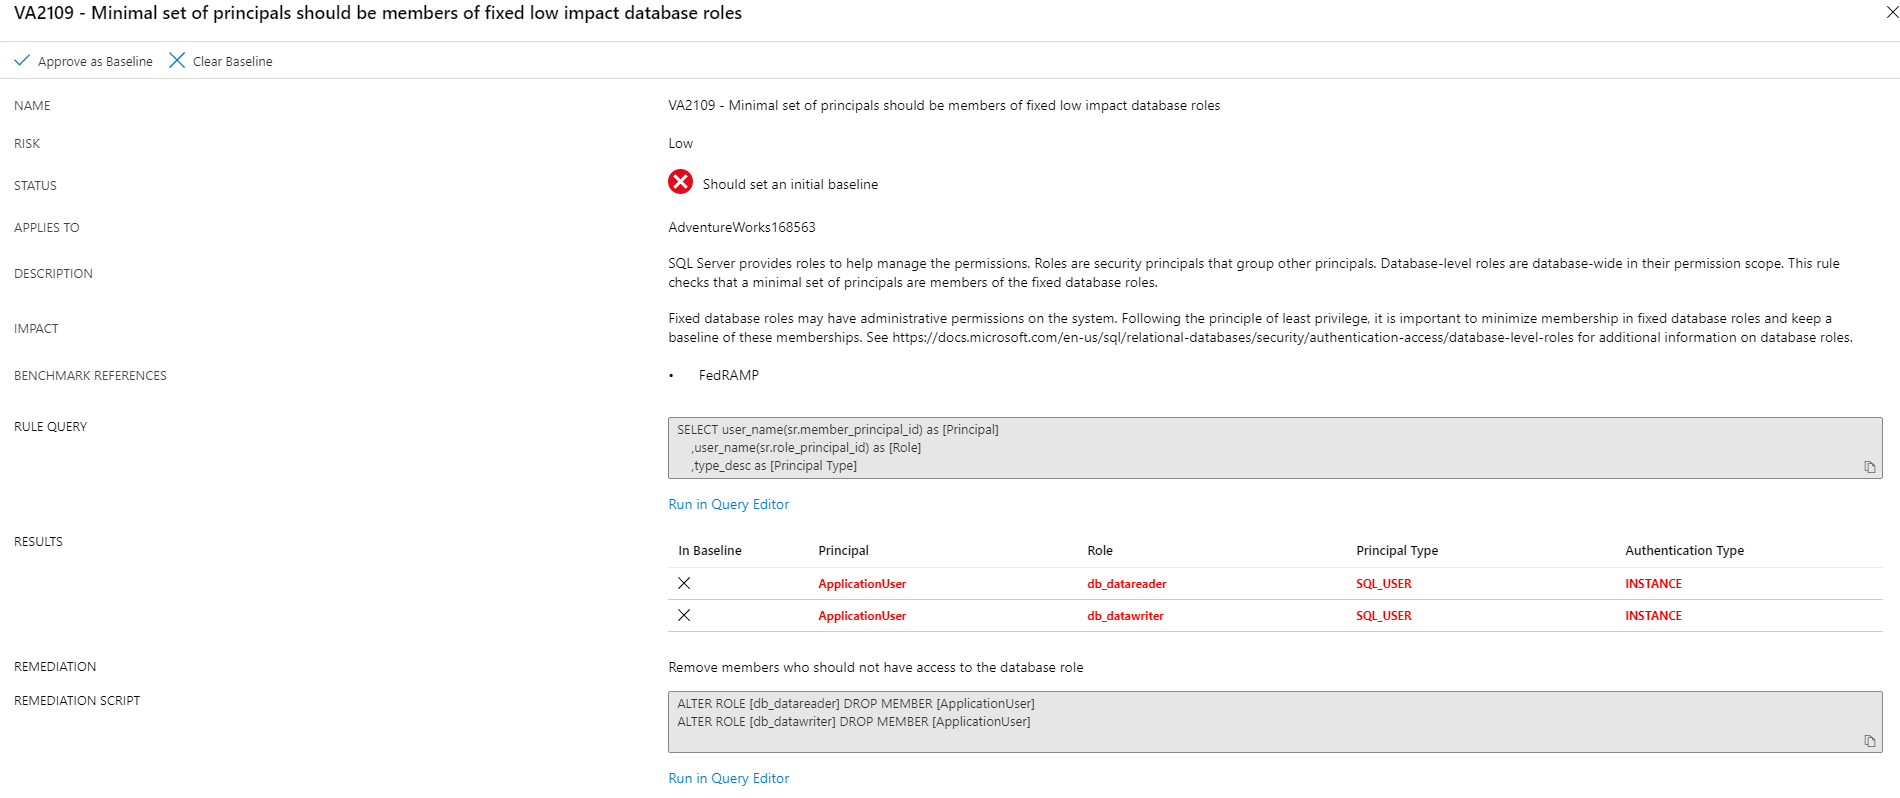 VA2109 - Minimal set of principals should be members of fixed low impact database roles
Approve as Baseline Clear Baseline
NAME VA2109 - Minimal set of principals should be members of fixed low impact database roles
RISK Low
STATUS Should set an initial baseline
APPLIES TO AdventureWorks168563
DESCRIPTION
SQL Server provides roles to help manage the permissions. Roles are security principals that group other principals. Database-level roles are database-wide in their permission scope. This rule
checks that a minimal set of principals are members of the fixed database roles.
IMPACT
Fixed database roles may have administrative permissions on the system. Following the principle of least privilege, it is important to minimize membership in fixed database roles and keep a
baseline of these memberships. See https://docs.microsoft.com/en-us/sql/relational-databases/security/authentication-access/database-level-roles for additional information on database roles.
BENCHMARK REFERENCES • FedRAMP
RULE QUERY
SELECT user_name(sr.member_principal_id) as [Principal]
,user_name(sr.role_principal_id) as [Role]
,type_desc as [Principal Type]
Run in Query Editor
RESULTS
In Baseline Principal Role Principal Type Authentication Type
ApplicationUser db_datareader SQL_USER INSTANCE
ApplicationUser db_datawriter SQL_USER INSTANCE
REMEDIATION Remove members who should not have access to the database role
REMEDIATION SCRIPT
ALTER ROLE [db_datareader] DROP MEMBER [ApplicationUser]
ALTER ROLE [db_datawriter] DROP MEMBER [ApplicationUser]
Run in Query Editor